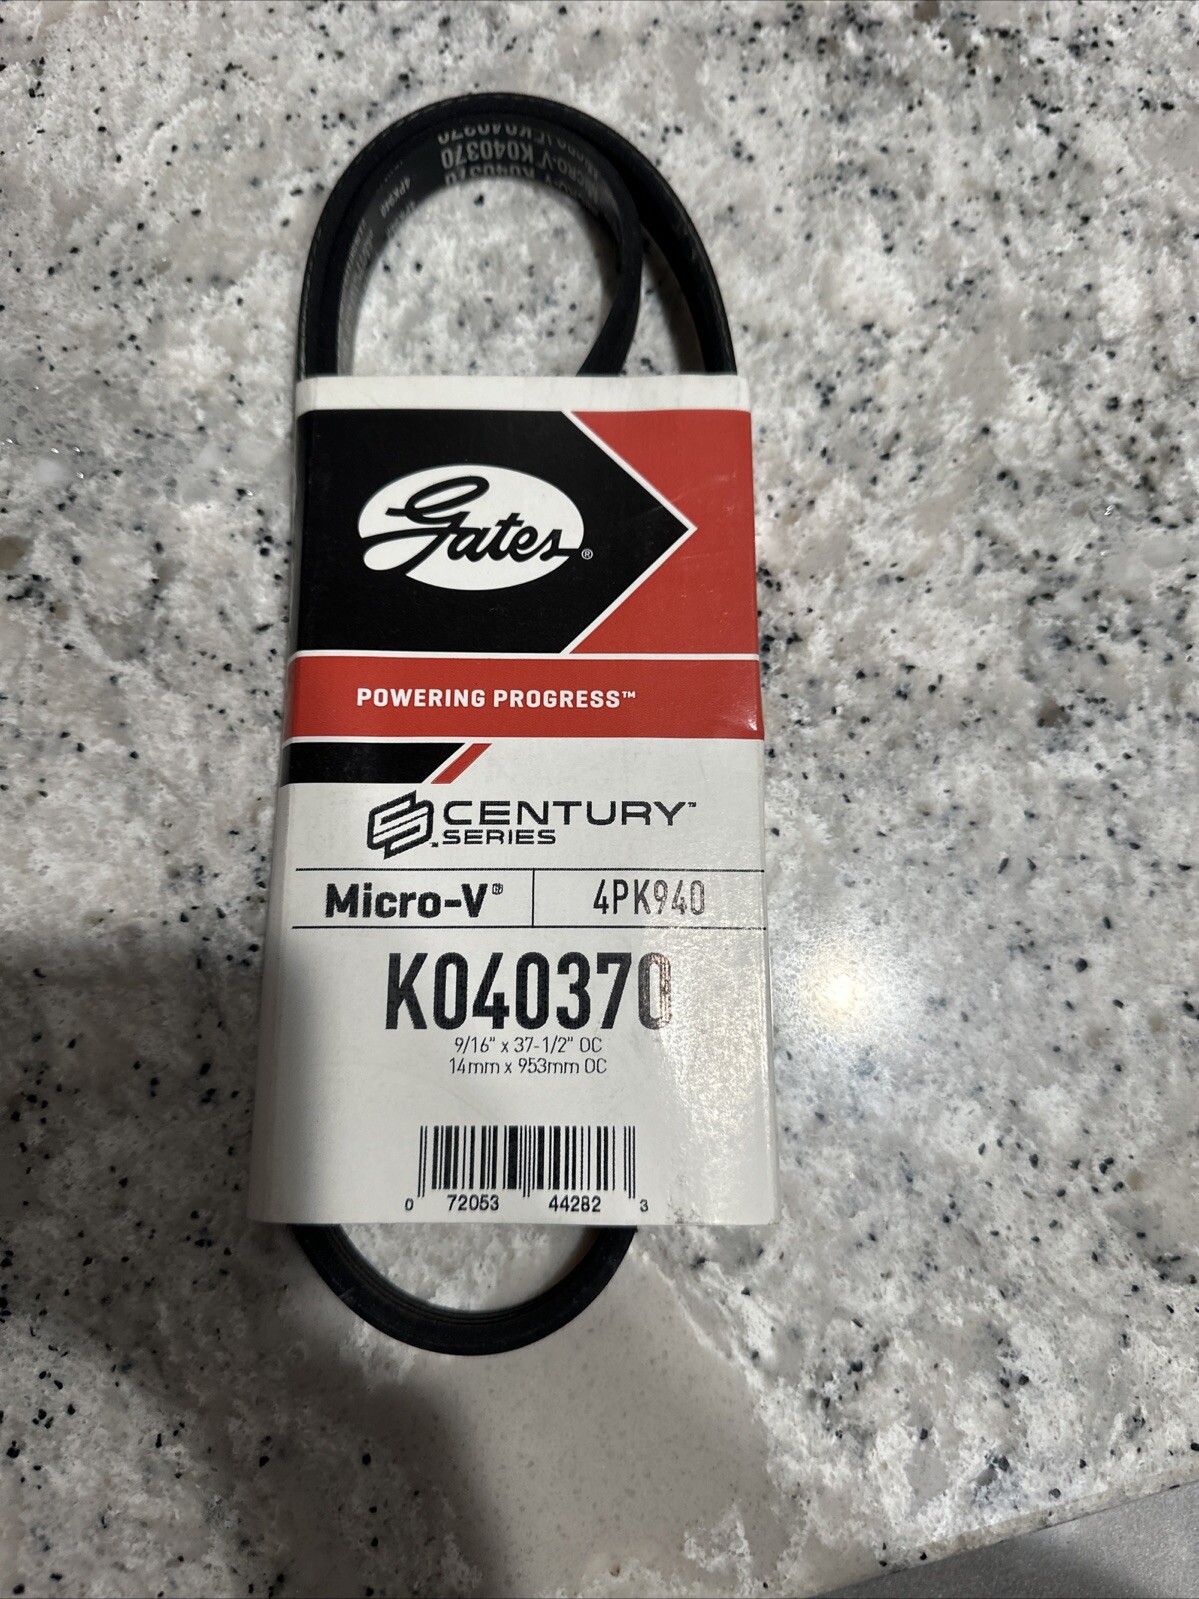 MICRO-V K040370
4PK940
Gates®
POWERING PROGRESS™
CENTURY™
SERIES
Micro-V® 4PK940
K040370
9/16" x 37-1/2" OC
14mm x 953mm OC
0 72053 44282 3